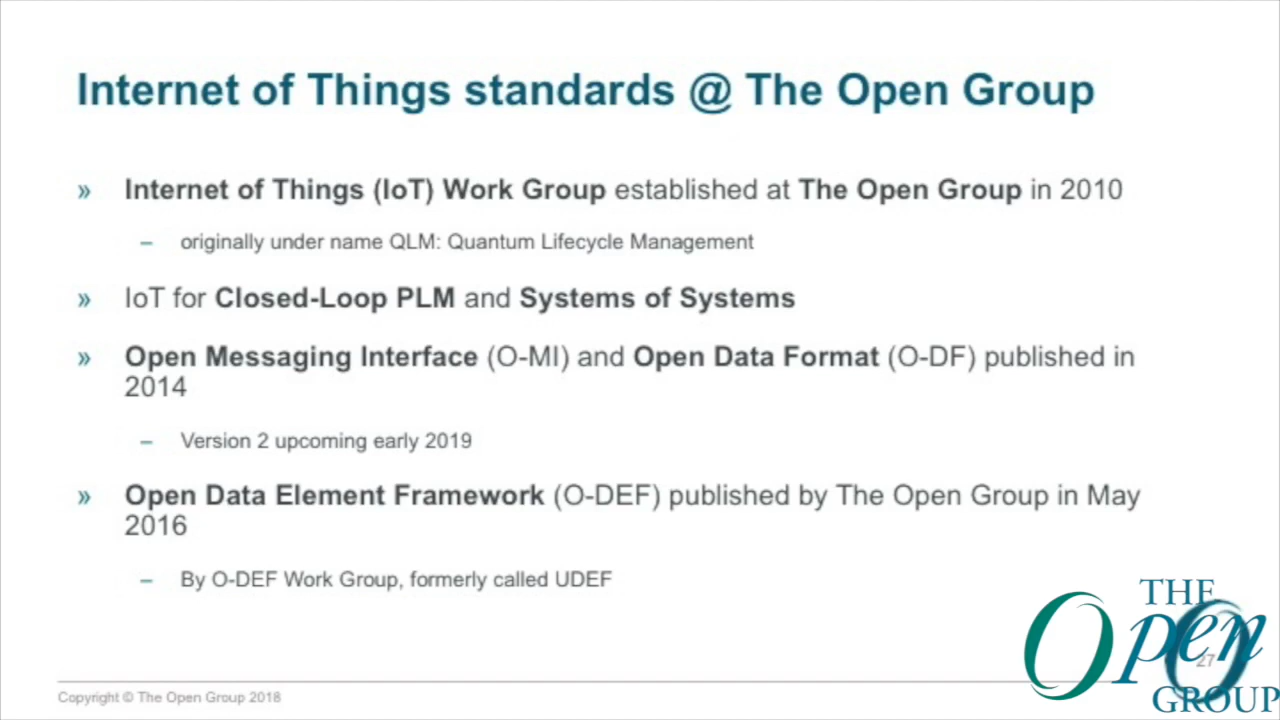 Internet of Things standards @ The Open Group
» Internet of Things (IoT) Work Group established at The Open Group in 2010
– originally under name QLM: Quantum Lifecycle Management
» IoT for Closed-Loop PLM and Systems of Systems
» Open Messaging Interface (O-MI) and Open Data Format (O-DF) published in
2014
– Version 2 upcoming early 2019
» Open Data Element Framework (O-DEF) published by The Open Group in May
2016
– By O-DEF Work Group, formerly called UDEF
THE
Open
GROUP
27
Copyright © The Open Group 2018